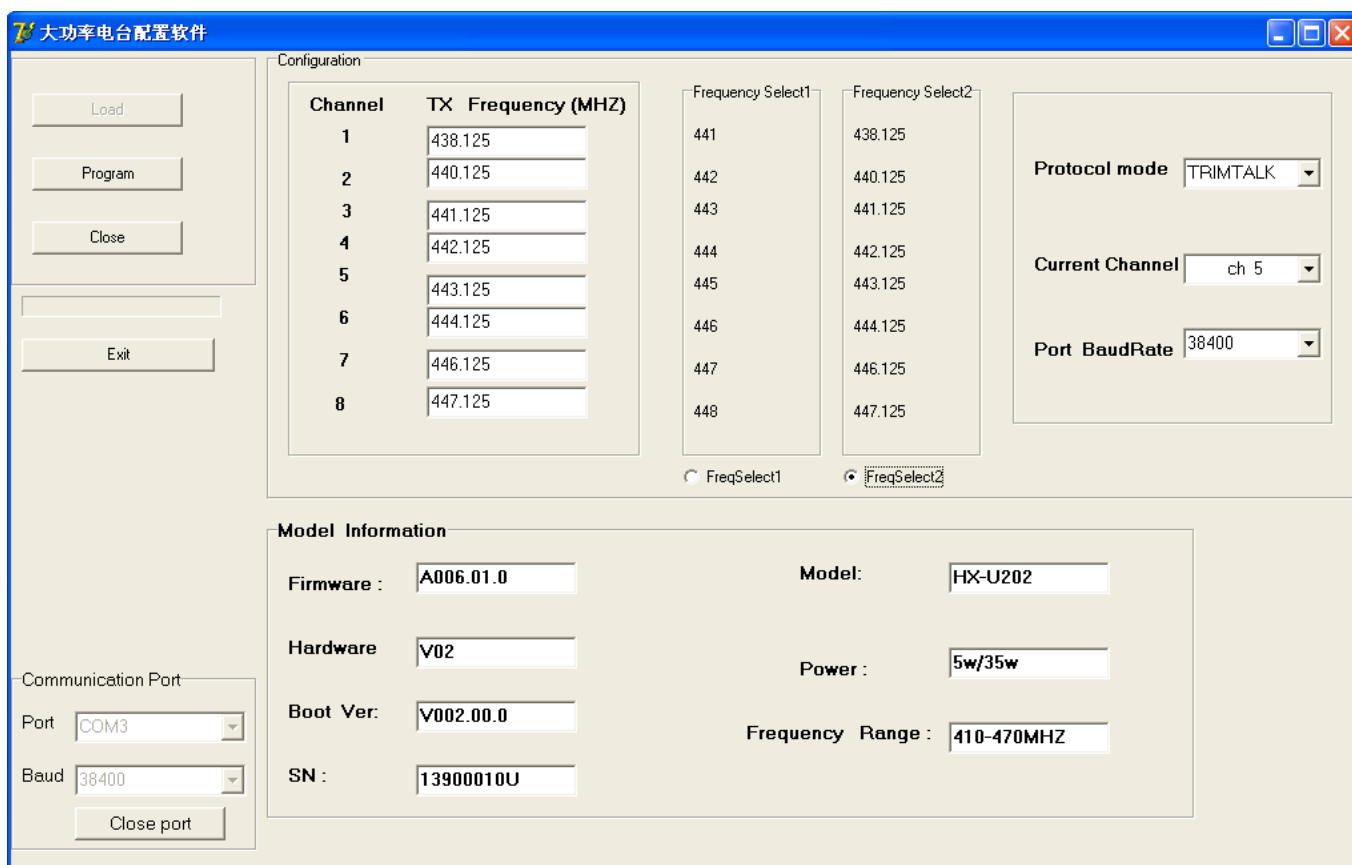 大功率电台配置软件
Load
Program
Close
Exit
Configuration
Channel TX Frequency (MHZ)
1 438.125
2 440.125
3 441.125
4 442.125
5 443.125
6 444.125
7 446.125
8 447.125
Frequency Select1
441
442
443
444
445
446
447
448
FreqSelect1
Frequency Select2
438.125
440.125
441.125
442.125
443.125
444.125
446.125
447.125
FreqSelect2
Protocol mode TRIMTALK
Current Channel ch 5
Port BaudRate 38400
Model Information
Firmware : A006.01.0
Hardware V02
Boot Ver: V002.00.0
SN : 13900010U
Model: HX-U202
Power : 5w/35w
Frequency Range : 410-470MHZ
Communication Port
Port COM3
Baud 38400
Close port